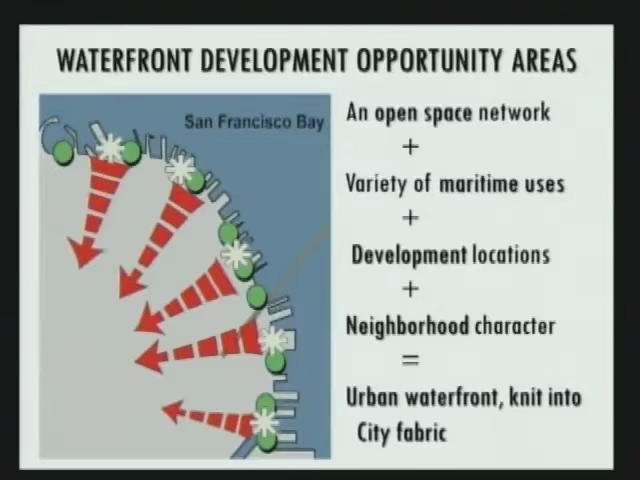 WATERFRONT DEVELOPMENT OPPORTUNITY AREAS
San Francisco Bay
An open space network
+
Variety of maritime uses
+
Development locations
+
Neighborhood character
=
Urban waterfront, knit into
City fabric